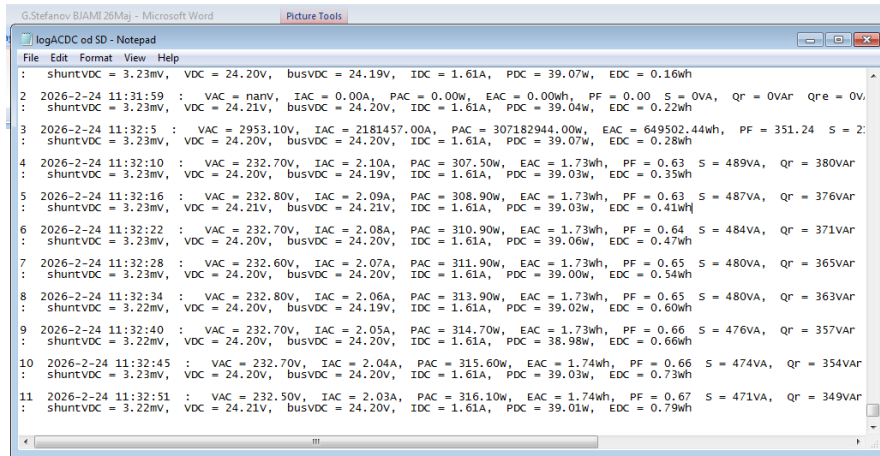 G.Stefanov BJAMI 26Maj - Microsoft Word Picture Tools
logACDC od SD - Notepad
File Edit Format View Help
: shuntVDC = 3.23mV, VDC = 24.20V, busVDC = 24.19V, IDC = 1.61A, PDC = 39.07W, EDC = 0.16Wh
2 2026-2-24 11:31:59 : VAC = nanV, IAC = 0.00A, PAC = 0.00W, EAC = 0.00Wh, PF = 0.00 S = 0VA, Qr = 0VAr Qre = 0V
: shuntVDC = 3.23mV, VDC = 24.21V, busVDC = 24.20V, IDC = 1.61A, PDC = 39.04W, EDC = 0.22Wh
3 2026-2-24 11:32:5 : VAC = 2953.10V, IAC = 2181457.00A, PAC = 307182944.00W, EAC = 649502.44Wh, PF = 351.24 S = 2
: shuntVDC = 3.23mV, VDC = 24.20V, busVDC = 24.20V, IDC = 1.61A, PDC = 39.07W, EDC = 0.28Wh
4 2026-2-24 11:32:10 : VAC = 232.70V, IAC = 2.10A, PAC = 307.50W, EAC = 1.73Wh, PF = 0.63 S = 489VA, Qr = 380VAr
: shuntVDC = 3.23mV, VDC = 24.20V, busVDC = 24.19V, IDC = 1.61A, PDC = 39.03W, EDC = 0.35Wh
5 2026-2-24 11:32:16 : VAC = 232.80V, IAC = 2.09A, PAC = 308.90W, EAC = 1.73Wh, PF = 0.63 S = 487VA, Qr = 376VAr
: shuntVDC = 3.23mV, VDC = 24.21V, busVDC = 24.21V, IDC = 1.61A, PDC = 39.03W, EDC = 0.41Wh
6 2026-2-24 11:32:22 : VAC = 232.70V, IAC = 2.08A, PAC = 310.90W, EAC = 1.73Wh, PF = 0.64 S = 484VA, Qr = 371VAr
: shuntVDC = 3.23mV, VDC = 24.20V, busVDC = 24.20V, IDC = 1.61A, PDC = 39.06W, EDC = 0.47Wh
7 2026-2-24 11:32:28 : VAC = 232.60V, IAC = 2.07A, PAC = 311.90W, EAC = 1.73Wh, PF = 0.65 S = 480VA, Qr = 365VAr
: shuntVDC = 3.23mV, VDC = 24.20V, busVDC = 24.20V, IDC = 1.61A, PDC = 39.00W, EDC = 0.54Wh
8 2026-2-24 11:32:34 : VAC = 232.80V, IAC = 2.06A, PAC = 313.90W, EAC = 1.73Wh, PF = 0.65 S = 480VA, Qr = 363VAr
: shuntVDC = 3.22mV, VDC = 24.20V, busVDC = 24.19V, IDC = 1.61A, PDC = 39.02W, EDC = 0.60Wh
9 2026-2-24 11:32:40 : VAC = 232.70V, IAC = 2.05A, PAC = 314.70W, EAC = 1.73Wh, PF = 0.66 S = 476VA, Qr = 357VAr
: shuntVDC = 3.22mV, VDC = 24.20V, busVDC = 24.20V, IDC = 1.61A, PDC = 38.98W, EDC = 0.66Wh
10 2026-2-24 11:32:45 : VAC = 232.70V, IAC = 2.04A, PAC = 315.60W, EAC = 1.74Wh, PF = 0.66 S = 474VA, Qr = 354VAr
: shuntVDC = 3.23mV, VDC = 24.20V, busVDC = 24.20V, IDC = 1.61A, PDC = 39.03W, EDC = 0.73Wh
11 2026-2-24 11:32:51 : VAC = 232.50V, IAC = 2.03A, PAC = 316.10W, EAC = 1.74Wh, PF = 0.67 S = 471VA, Qr = 349VAr
: shuntVDC = 3.22mV, VDC = 24.21V, busVDC = 24.20V, IDC = 1.61A, PDC = 39.01W, EDC = 0.79Wh